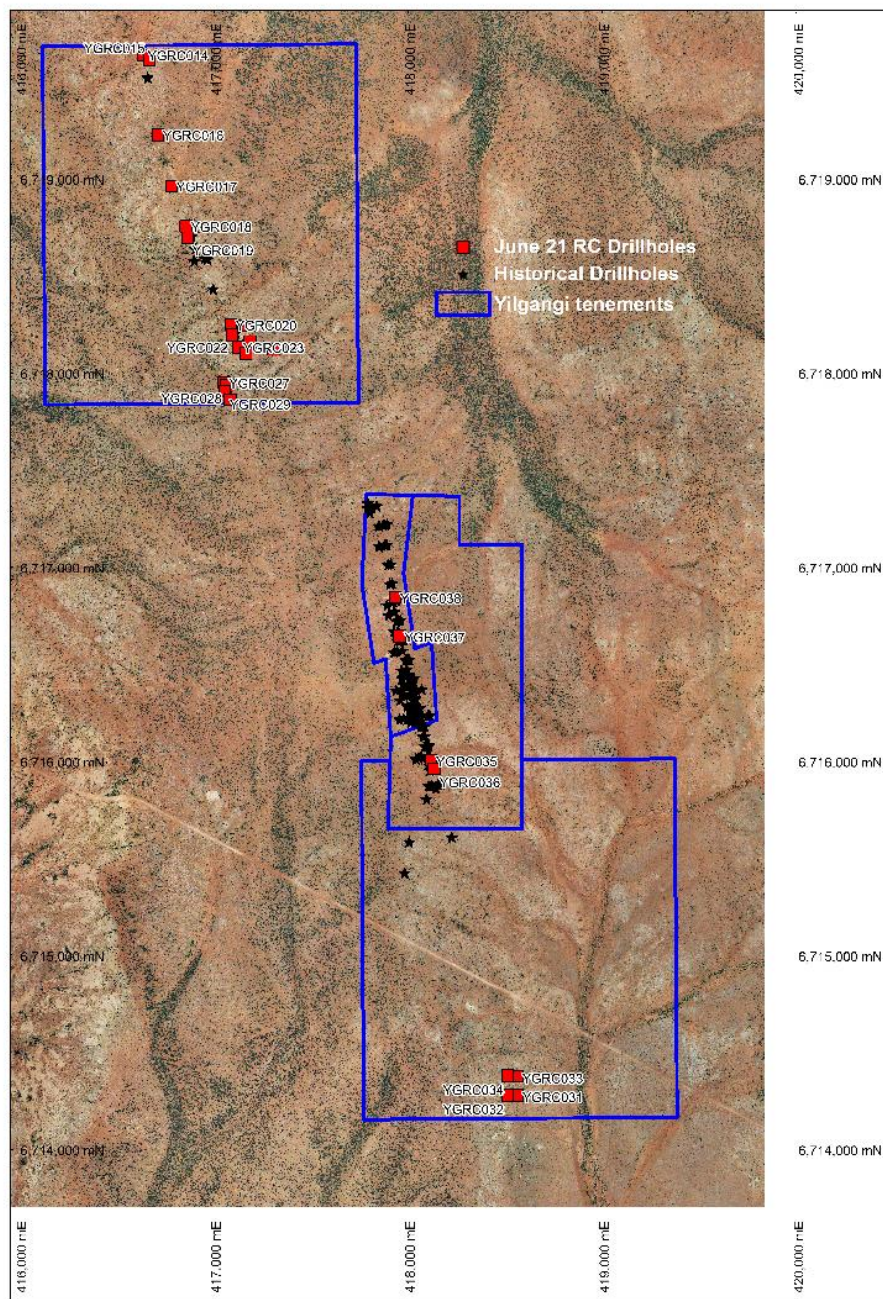 416,000 mE
417,000 mE
418,000 mE
419,000 mE
420,000 mE
YGRC015
YGRC014
YGRC016
6,719,000 mN
6,719,000 mN
YGRC017
YGRC018
YGRC019
June 21 RC Drillholes
Historical Drillholes
Yilgangi tenements
YGRC020
YGRC022
YGRC023
6,718,000 mN
6,718,000 mN
YGRC027
YGRC028
YGRC029
6,717,000 mN
6,717,000 mN
YGRC038
YGRC037
6,716,000 mN
6,716,000 mN
YGRC035
YGRC036
6,715,000 mN
6,715,000 mN
YGRC033
YGRC034
YGRC031
YGRC032
6,714,000 mN
6,714,000 mN
416,000 mE
417,000 mE
418,000 mE
419,000 mE
420,000 mE